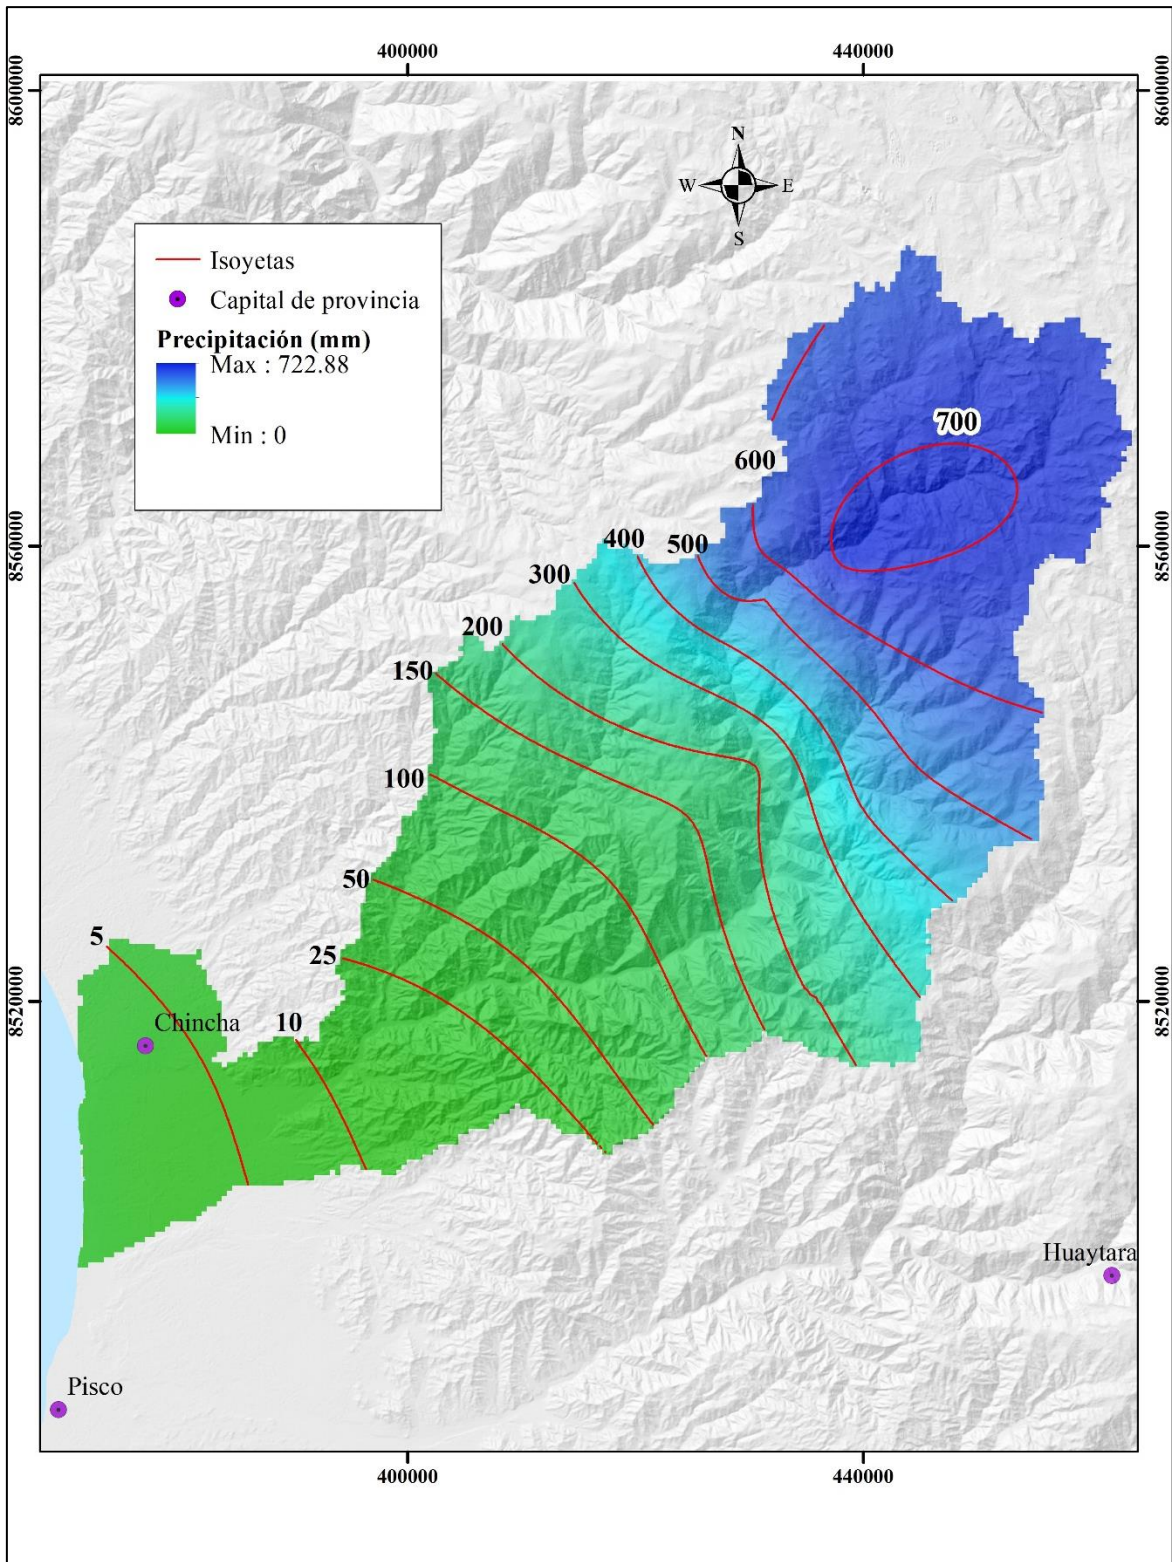 400000
440000
8600000
8600000
N
W
E
S
Isoyetas
Capital de provincia
Precipitación (mm)
Max : 722.88
Min : 0
700
600
400
500
8560000
8560000
300
200
150
100
50
5
25
8520000
8520000
10
Chincha
Huaytara
Pisco
400000
440000